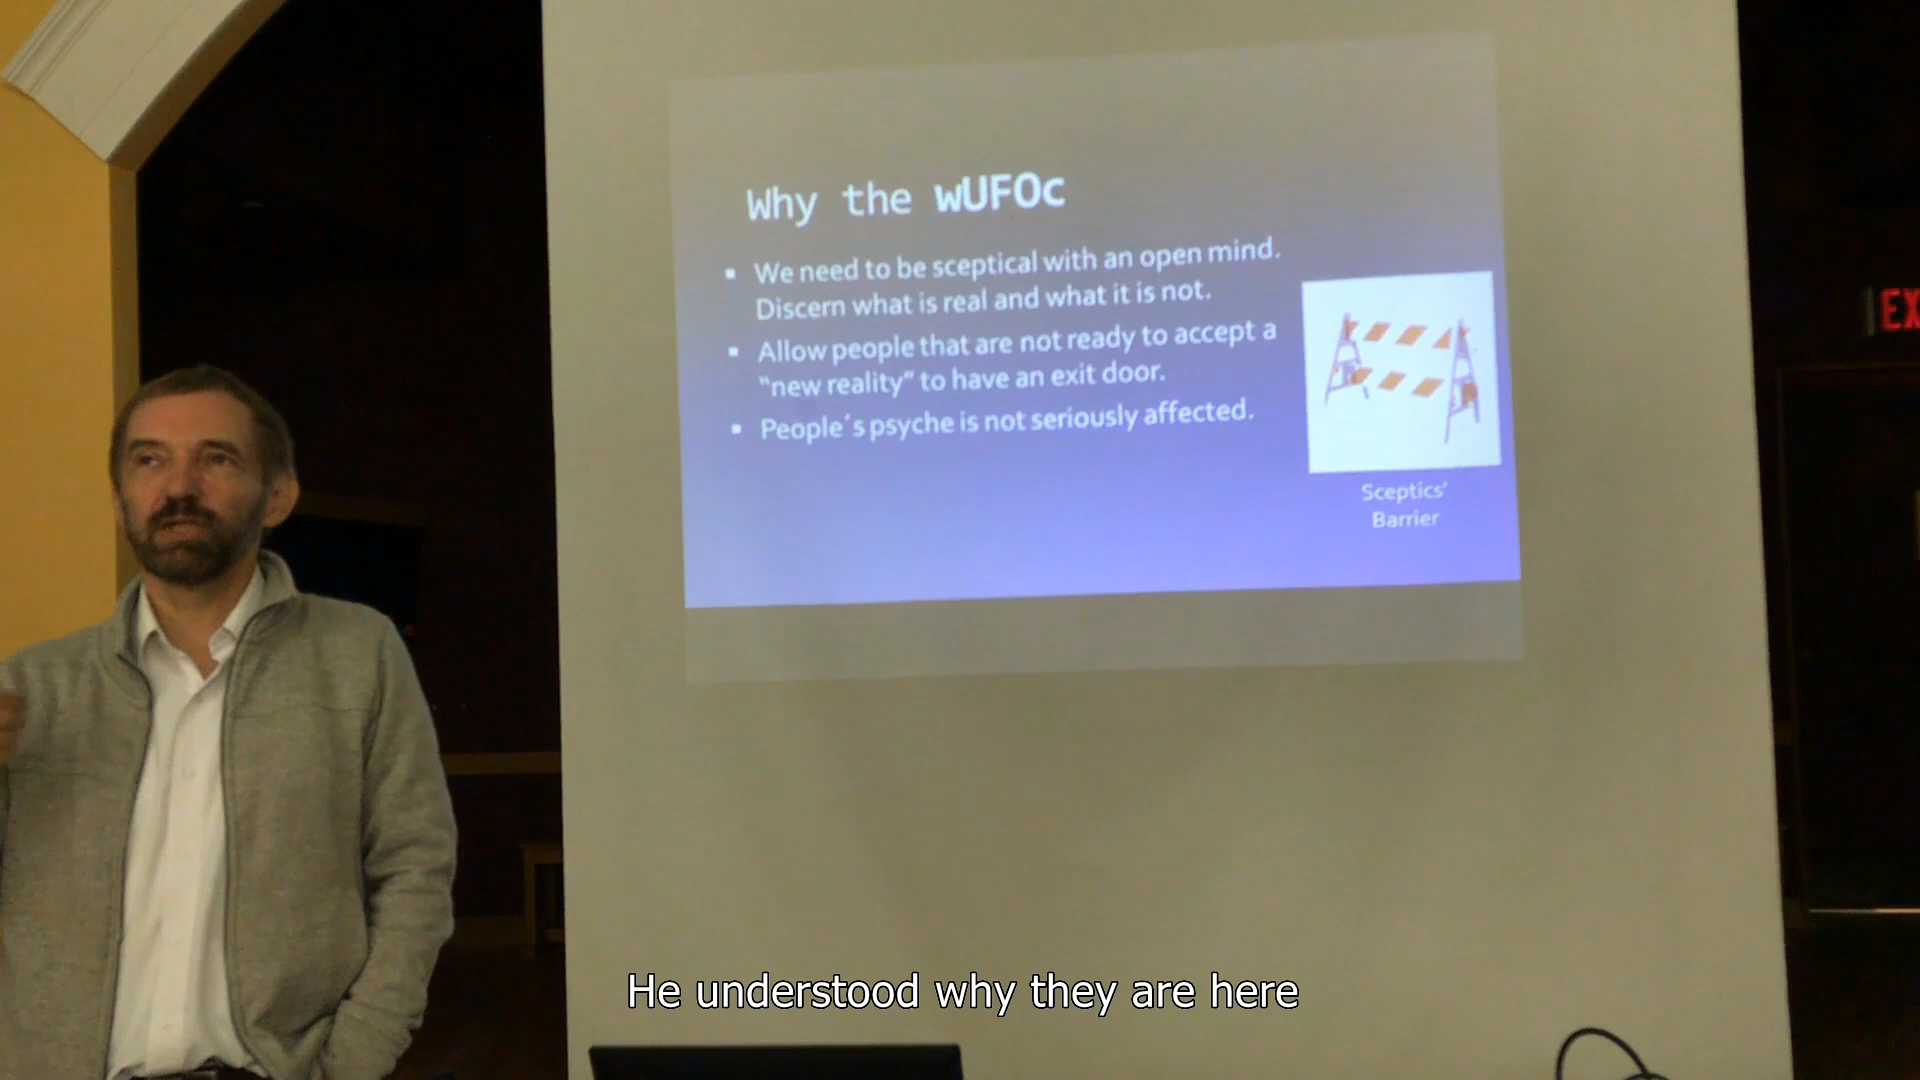 Why the wUFOc
▪ We need to be sceptical with an open mind.
Discern what is real and what it is not.
▪ Allow people that are not ready to accept a
"new reality" to have an exit door.
▪ People's psyche is not seriously affected.
Sceptics'
Barrier
EX
He understood why they are here